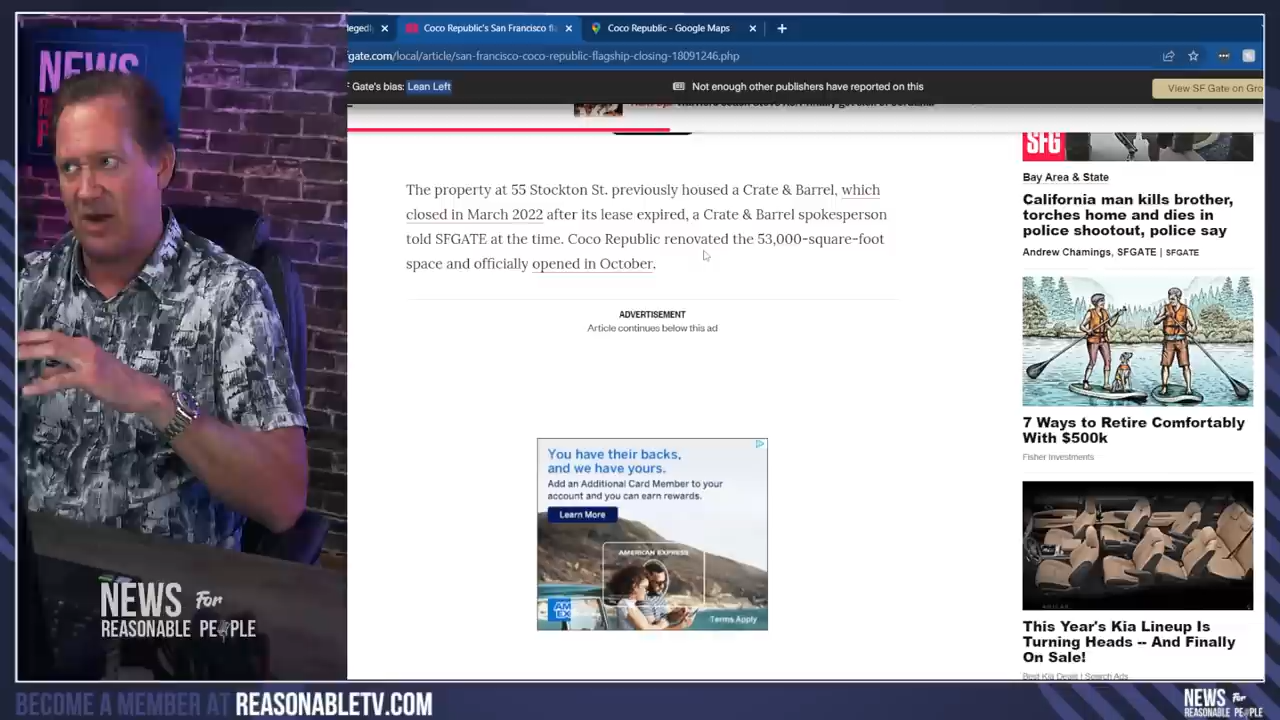 Coco Republic's San Francisco fl
Coco Republic - Google Maps
gate.com/local/article/san-francisco-coco-republic-flagship-closing-18091246.php
F Gate's bias: Lean Left
Not enough other publishers have reported on this
View SF Gate on Gro
NEWS
The property at 55 Stockton St. previously housed a Crate & Barrel, which
closed in March 2022 after its lease expired, a Crate & Barrel spokesperson
told SFGATE at the time. Coco Republic renovated the 53,000-square-foot
space and officially opened in October.
ADVERTISEMENT
Article continues below this ad
You have their backs,
and we have yours.
Add an Additional Card Member to your
account and you can earn rewards.
Learn More
AMERICAN EXPRESS
AM
EX
Terms Apply
SFG
Bay Area & State
California man kills brother,
torches home and dies in
police shootout, police say
Andrew Chamings, SFGATE | SFGATE
7 Ways to Retire Comfortably
With $500k
Fisher Investments
This Year's Kia Lineup Is
Turning Heads -- And Finally
On Sale!
Best Kia Deals | Search Ads
NEWS For
REASONABLE PEOPLE
BECOME A MEMBER AT REASONABLETV.COM
NEWS For
REASONABLE PEOPLE